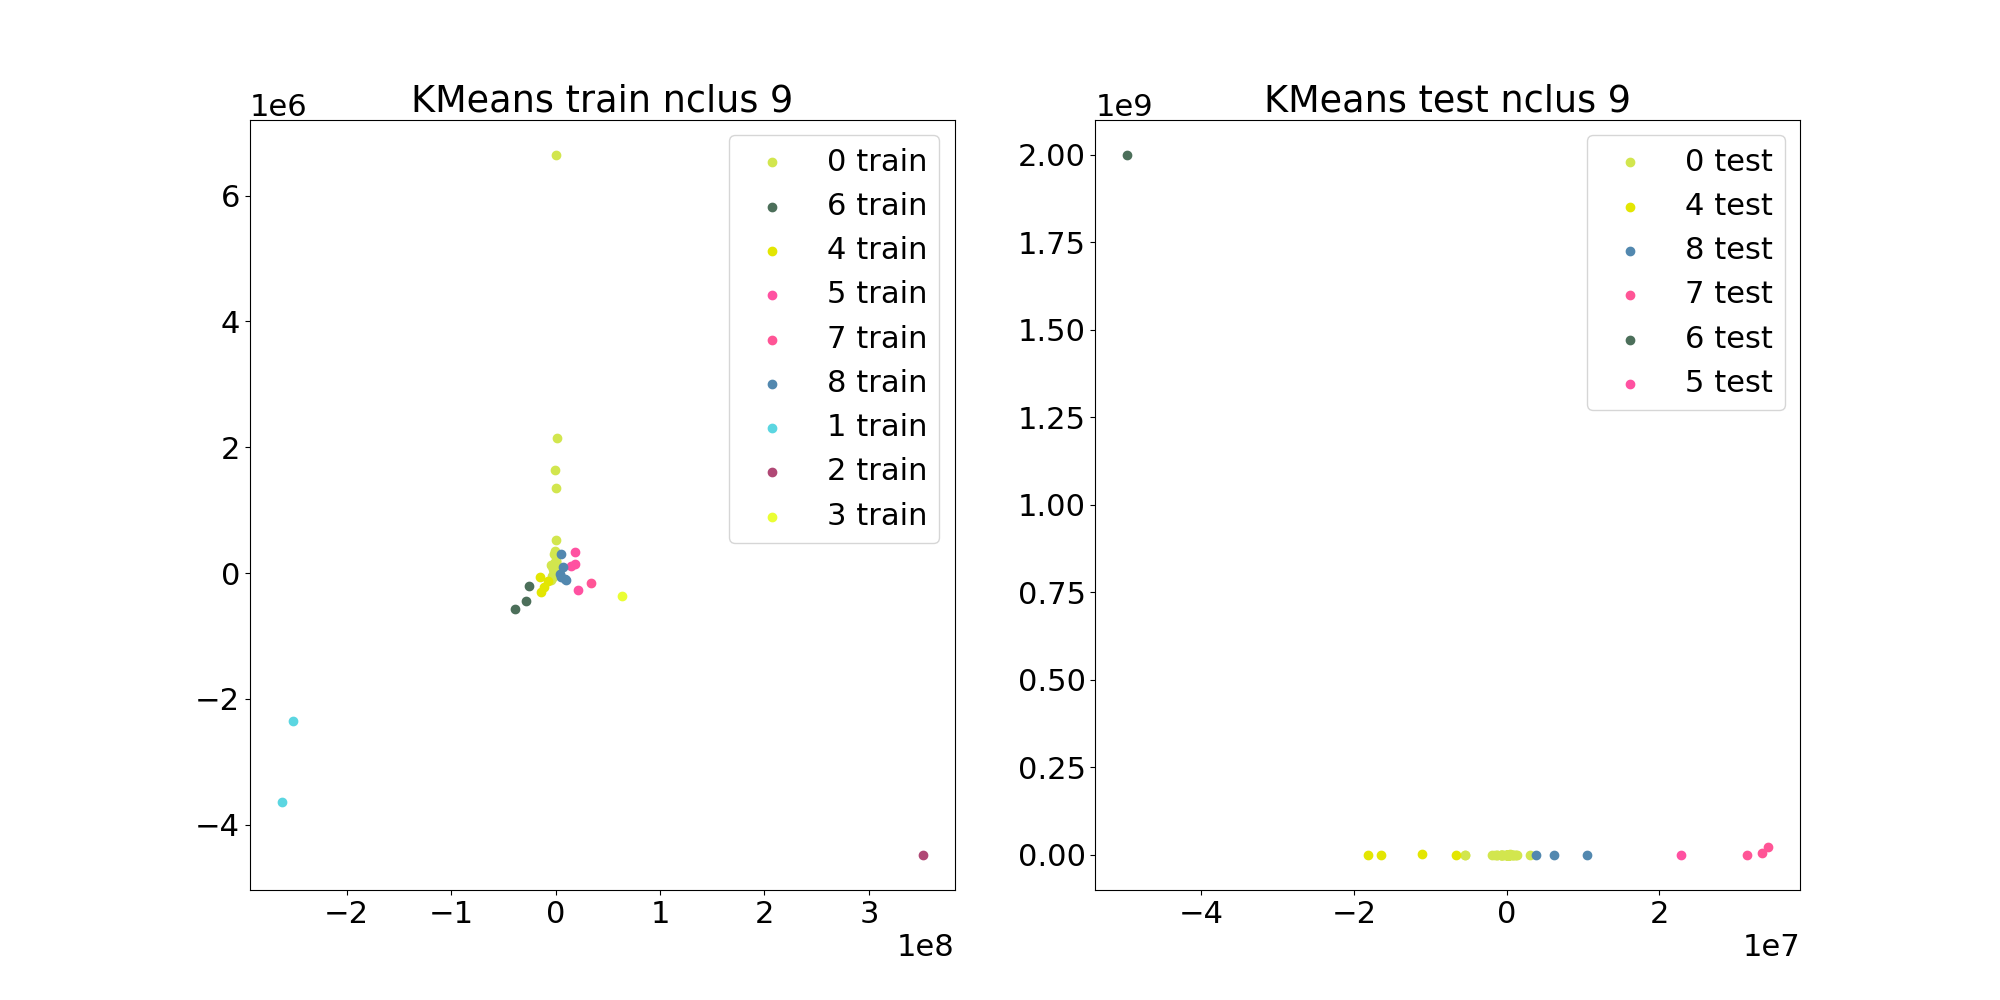 KMeans train nclus 9
1e6
6
4
2
0
−2
−4
−2
−1
0
1
2
3
1e8
0 train
6 train
4 train
5 train
7 train
8 train
1 train
2 train
3 train
KMeans test nclus 9
1e9
2.00
1.75
1.50
1.25
1.00
0.75
0.50
0.25
0.00
−4
−2
0
2
1e7
0 test
4 test
8 test
7 test
6 test
5 test